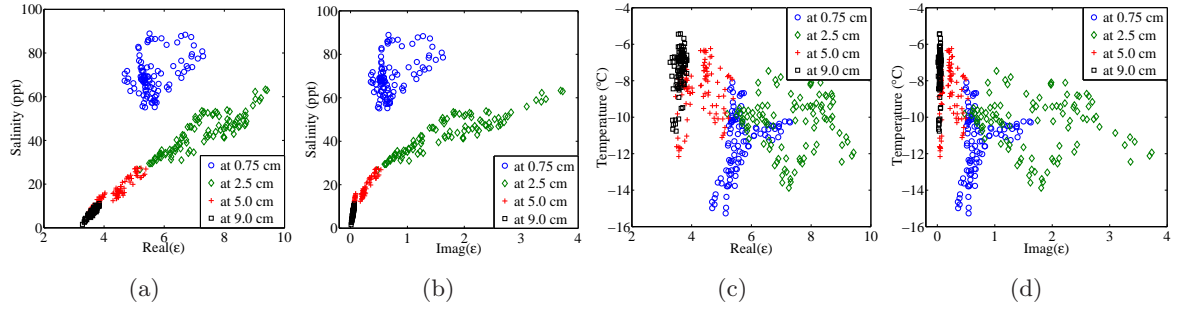 100
80
60
40
20
0
Salinity (ppt)
2 4 6 8 10
Real(ε)
at 0.75 cm
at 2.5 cm
at 5.0 cm
at 9.0 cm
(a)
100
80
60
40
20
0
Salinity (ppt)
0 1 2 3 4
Imag(ε)
at 0.75 cm
at 2.5 cm
at 5.0 cm
at 9.0 cm
(b)
−4
−6
−8
−10
−12
−14
−16
Temperature (°C)
2 4 6 8 10
Real(ε)
at 0.75 cm
at 2.5 cm
at 5.0 cm
at 9.0 cm
(c)
−4
−6
−8
−10
−12
−14
−16
Temperature (°C)
0 1 2 3 4
Imag(ε)
at 0.75 cm
at 2.5 cm
at 5.0 cm
at 9.0 cm
(d)